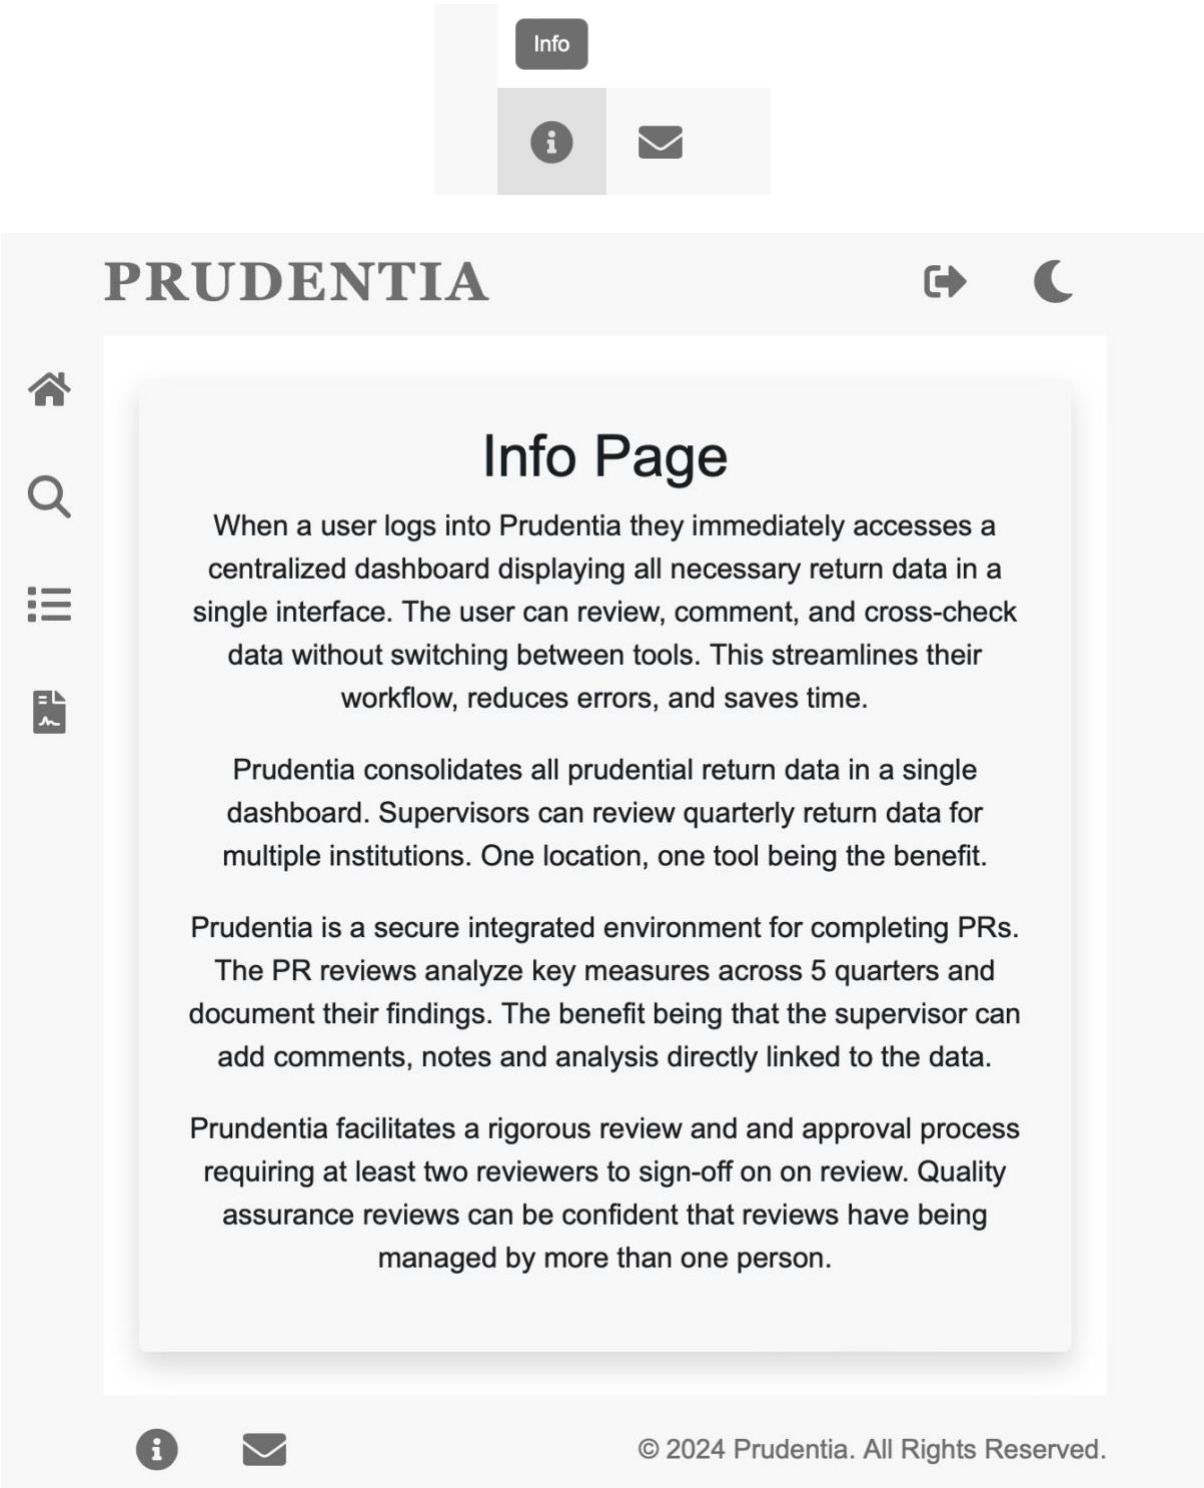 Info
PRUDENTIA
Info Page
When a user logs into Prudentia they immediately accesses a
centralized dashboard displaying all necessary return data in a
single interface. The user can review, comment, and cross-check
data without switching between tools. This streamlines their
workflow, reduces errors, and saves time.
Prudentia consolidates all prudential return data in a single
dashboard. Supervisors can review quarterly return data for
multiple institutions. One location, one tool being the benefit.
Prudentia is a secure integrated environment for completing PRs.
The PR reviews analyze key measures across 5 quarters and
document their findings. The benefit being that the supervisor can
add comments, notes and analysis directly linked to the data.
Prundentia facilitates a rigorous review and and approval process
requiring at least two reviewers to sign-off on on review. Quality
assurance reviews can be confident that reviews have being
managed by more than one person.
© 2024 Prudentia. All Rights Reserved.